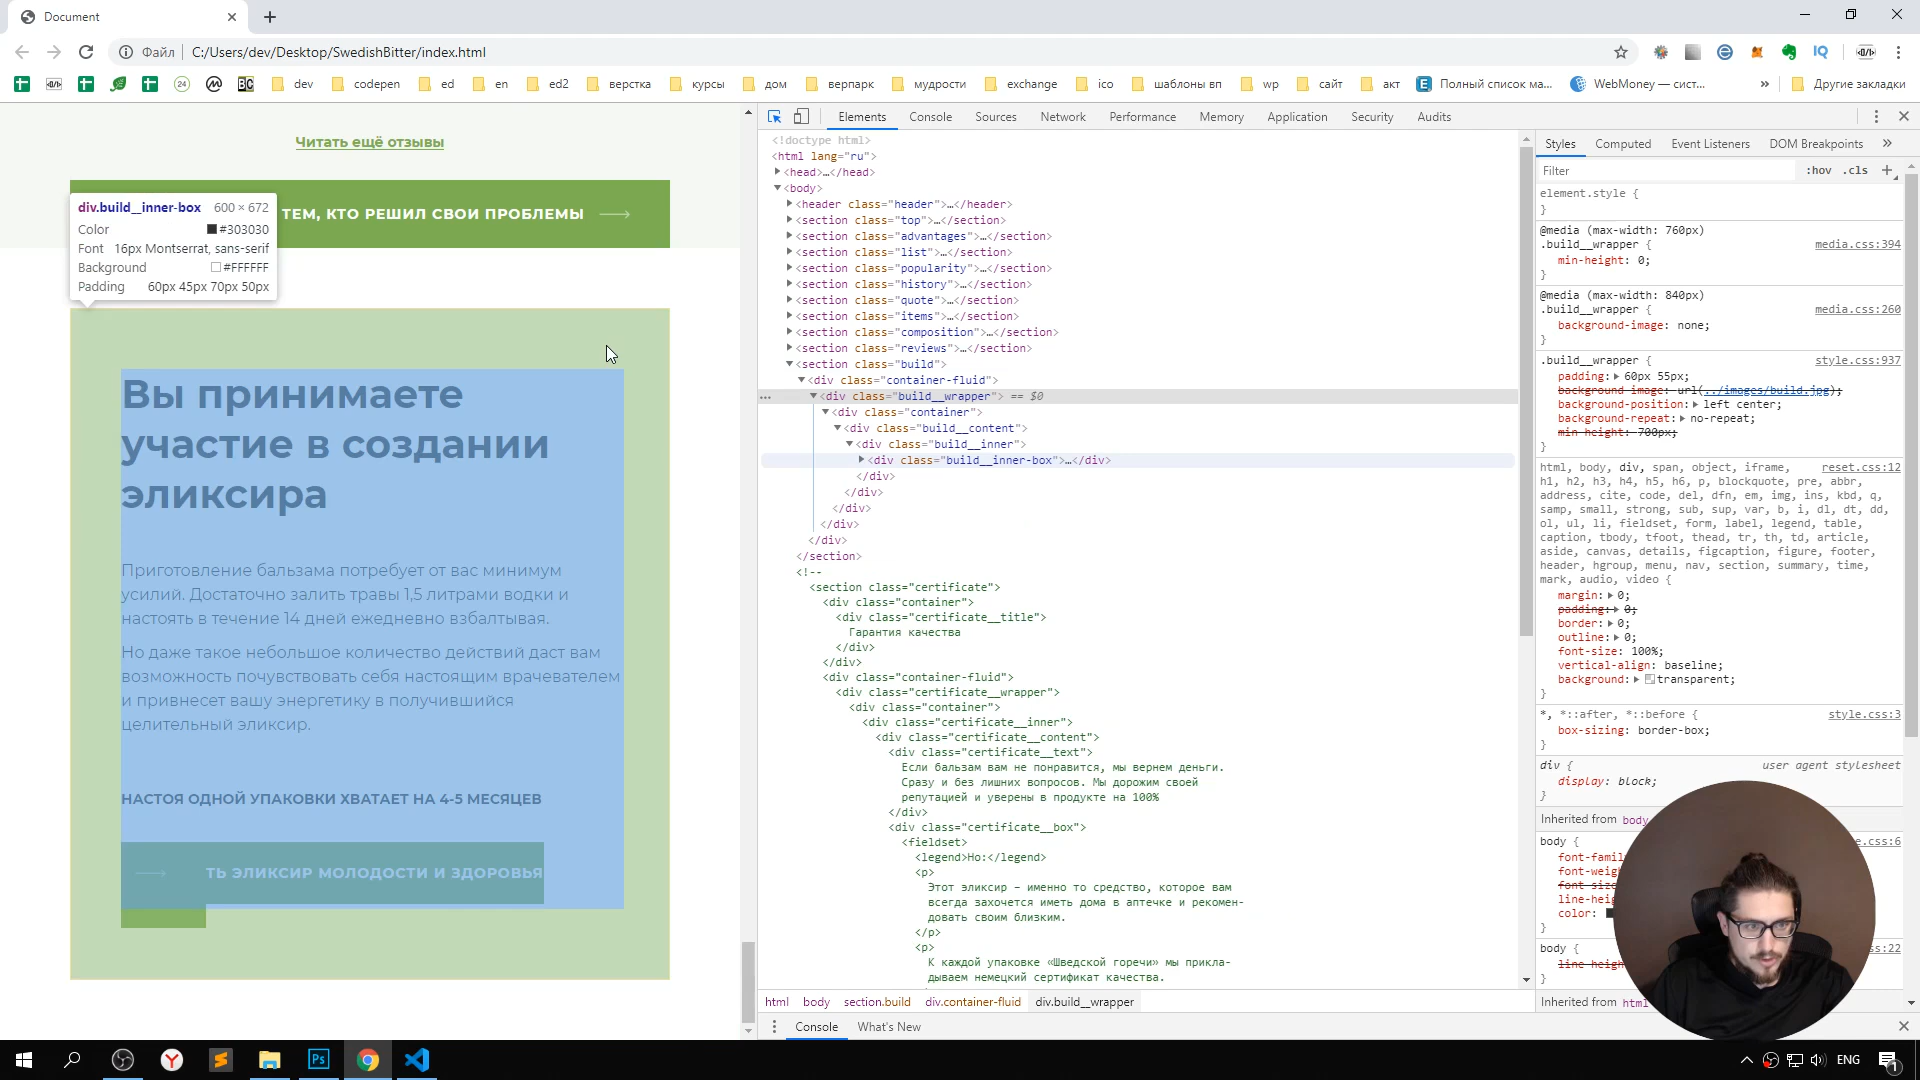 Document
Файл
C:/Users/dev/Desktop/SwedishBitter/index.html
IQ
24
BC
dev
codepen
ed
en
ed2
верстка
курсы
дом
верпарк
мудрости
exchange
ico
шаблоны вп
wp
сайт
акт
Полный список ма...
WebMoney — сист...
»
Другие закладки
Читать ещё отзывы
ТЕМ, КТО РЕШИЛ СВОИ ПРОБЛЕМЫ
div.build__inner-box 600 × 672
Color #303030
Font 16px Montserrat, sans-serif
Background #FFFFFF
Padding 60px 45px 70px 50px
Вы принимаете
участие в создании
эликсира
Приготовление бальзама потребует от вас минимум
усилий. Достаточно залить травы 1,5 литрами водки и
настоять в течение 14 дней ежедневно взбалтывая.
Но даже такое небольшое количество действий даст вам
возможность почувствовать себя настоящим врачевателем
и привнесет вашу энергетику в получившийся
целительный эликсир.
НАСТОЯ ОДНОЙ УПАКОВКИ ХВАТАЕТ НА 4-5 МЕСЯЦЕВ
ТЬ ЭЛИКСИР МОЛОДОСТИ И ЗДОРОВЬЯ
Elements Console Sources Network Performance Memory Application Security Audits
<!doctype html>
<html lang="ru">
<head>…</head>
<body>
<header class="header">…</header>
<section class="top">…</section>
<section class="advantages">…</section>
<section class="list">…</section>
<section class="popularity">…</section>
<section class="history">…</section>
<section class="quote">…</section>
<section class="items">…</section>
<section class="composition">…</section>
<section class="reviews">…</section>
<section class="build">
<div class="container-fluid">
<div class="build__wrapper"> == $0
<div class="container">
<div class="build__content">
<div class="build__inner">
<div class="build__inner-box">…</div>
</div>
</div>
</div>
</div>
</div>
</section>
<!--
<section class="certificate">
<div class="container">
<div class="certificate__title">
Гарантия качества
</div>
</div>
<div class="container-fluid">
<div class="certificate__wrapper">
<div class="container">
<div class="certificate__inner">
<div class="certificate__content">
<div class="certificate__text">
Если бальзам вам не понравится, мы вернем деньги.
Сразу и без лишних вопросов. Мы дорожим своей
репутацией и уверены в продукте на 100%
</div>
<div class="certificate__box">
<fieldset>
<legend>Но:</legend>
<p>
Этот эликсир – именно то средство, которое вам
всегда захочется иметь дома в аптечке и рекомен-
довать своим близким.
</p>
<p>
К каждой упаковке «Шведской горечи» мы прикла-
дываем немецкий сертификат качества.
html body section.build div.container-fluid div.build__wrapper
Console What's New
Styles Computed Event Listeners DOM Breakpoints »
Filter :hov .cls +
element.style {
}
@media (max-width: 760px)
.build__wrapper { media.css:394
min-height: 0;
}
@media (max-width: 840px)
.build__wrapper { media.css:260
background-image: none;
}
.build__wrapper { style.css:937
padding: 60px 55px;
background-image: url(../images/build.jpg);
background-position: left center;
background-repeat: no-repeat;
min-height: 700px;
}
html, body, div, span, object, iframe, reset.css:12
h1, h2, h3, h4, h5, h6, p, blockquote, pre, abbr,
address, cite, code, del, dfn, em, img, ins, kbd, q,
samp, small, strong, sub, sup, var, b, i, dl, dt, dd,
ol, ul, li, fieldset, form, label, legend, table,
caption, tbody, tfoot, thead, tr, th, td, article,
aside, canvas, details, figcaption, figure, footer,
header, hgroup, menu, nav, section, summary, time,
mark, audio, video {
margin: 0;
padding: 0;
border: 0;
outline: 0;
font-size: 100%;
vertical-align: baseline;
background: transparent;
}
*, *::after, *::before { style.css:3
box-sizing: border-box;
}
div { user agent stylesheet
display: block;
}
Inherited from body
body { e.css:6
font-famil
font-weig
font-size
line-heig
color:
}
body { ss:22
line-heigh
}
Inherited from html
Ps
ENG
1